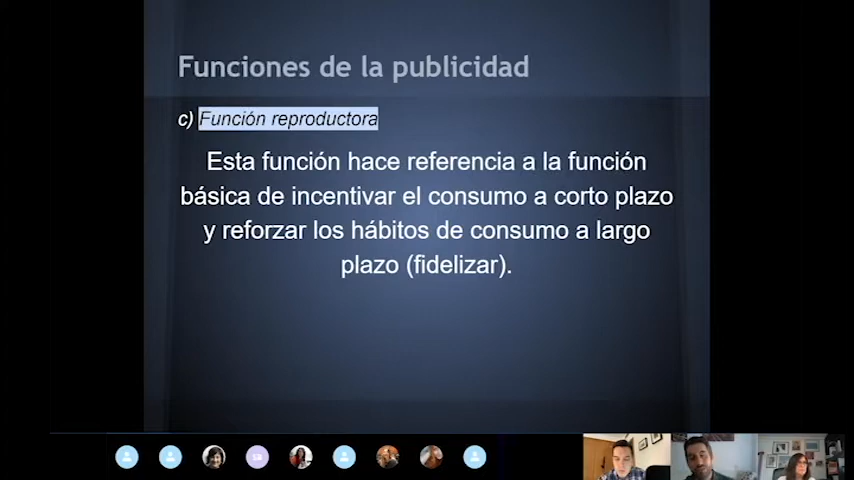 Funciones de la publicidad
c) Función reproductora
Esta función hace referencia a la función
básica de incentivar el consumo a corto plazo
y reforzar los hábitos de consumo a largo
plazo (fidelizar).